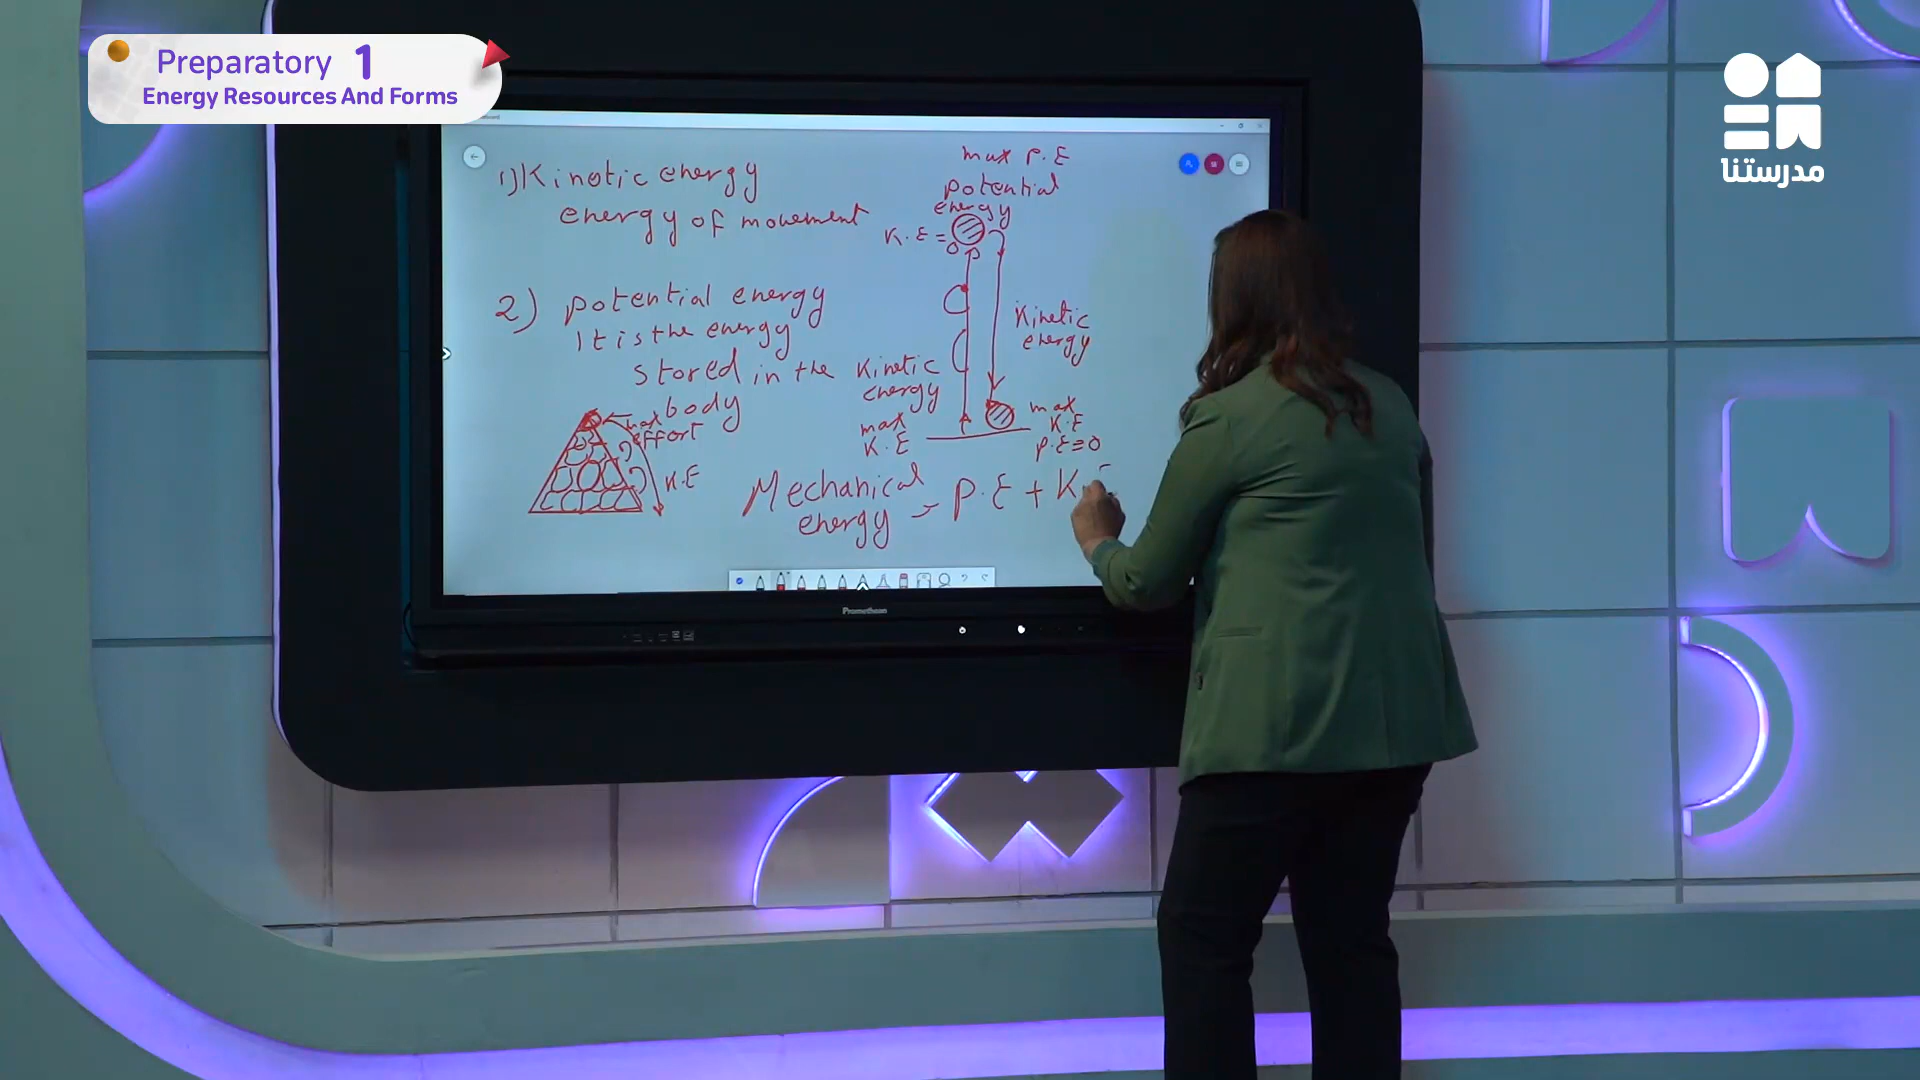 Preparatory 1
Energy Resources And Forms
مدرستنا
1) Kinetic energy
energy of movement
2) potential energy
It is the energy
stored in the
body
max
effort
K.E
max P.E
potential
energy
K.E =
0
Kinetic
energy
Kinetic
energy
max
K.E
max
K.E
P.E=0
Mechanical
energy = P.E + K.E
Promethean